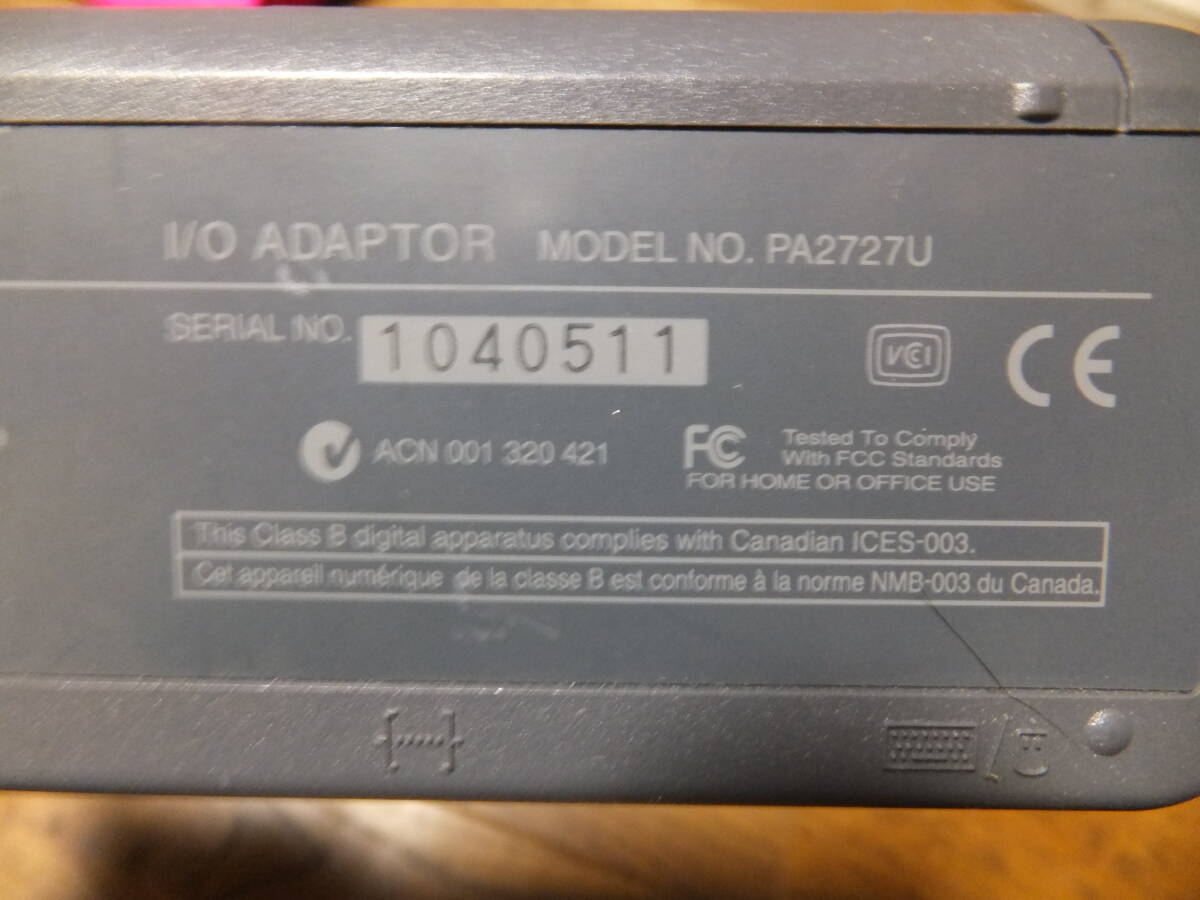 I/O ADAPTOR MODEL NO. PA2727U
SERIAL NO. 1040511
VCI
CE
ACN 001 320 421
FC Tested To Comply
With FCC Standards
FOR HOME OR OFFICE USE
This Class B digital apparatus complies with Canadian ICES-003.
Cet appareil numérique de la classe B est conforme à la norme NMB-003 du Canada.